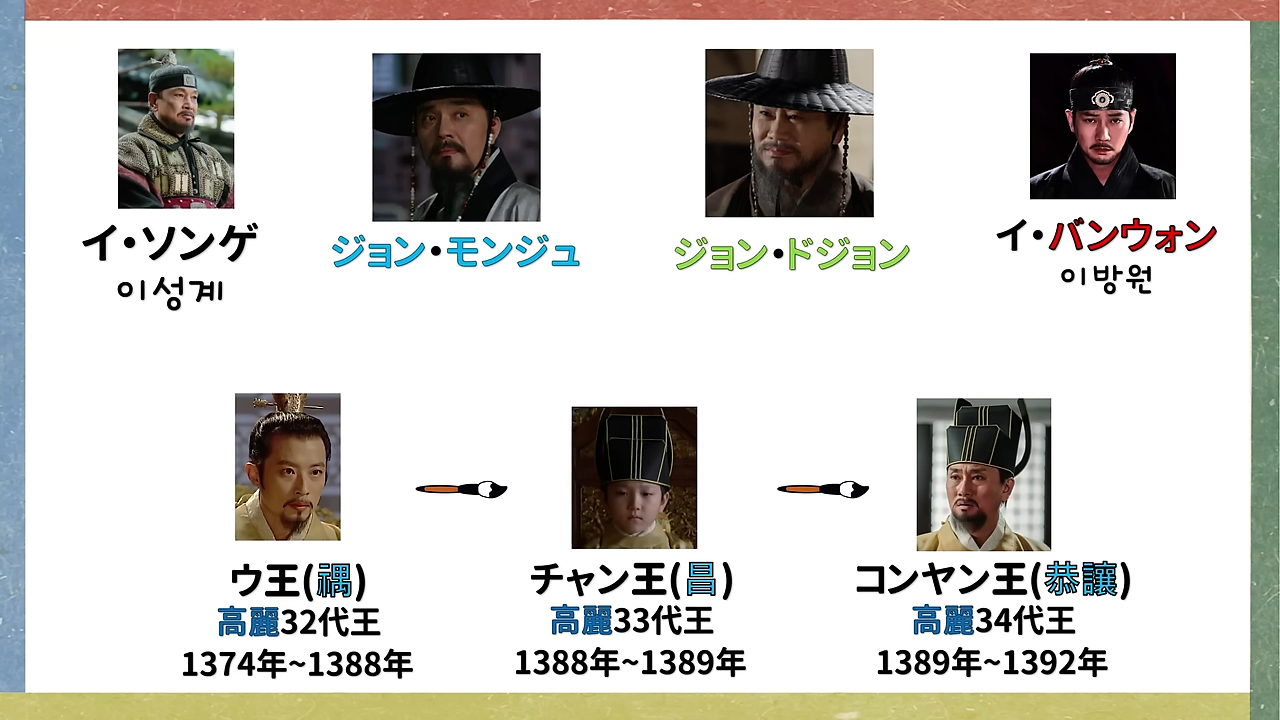 イ・ソンゲ
이성계
ジョン・モンジュ
ジョン・ドジョン
イ・バンウォン
이방원
ウ王(禑)
高麗32代王
1374年~1388年
チャン王(昌)
高麗33代王
1388年~1389年
コンヤン王(恭讓)
高麗34代王
1389年~1392年